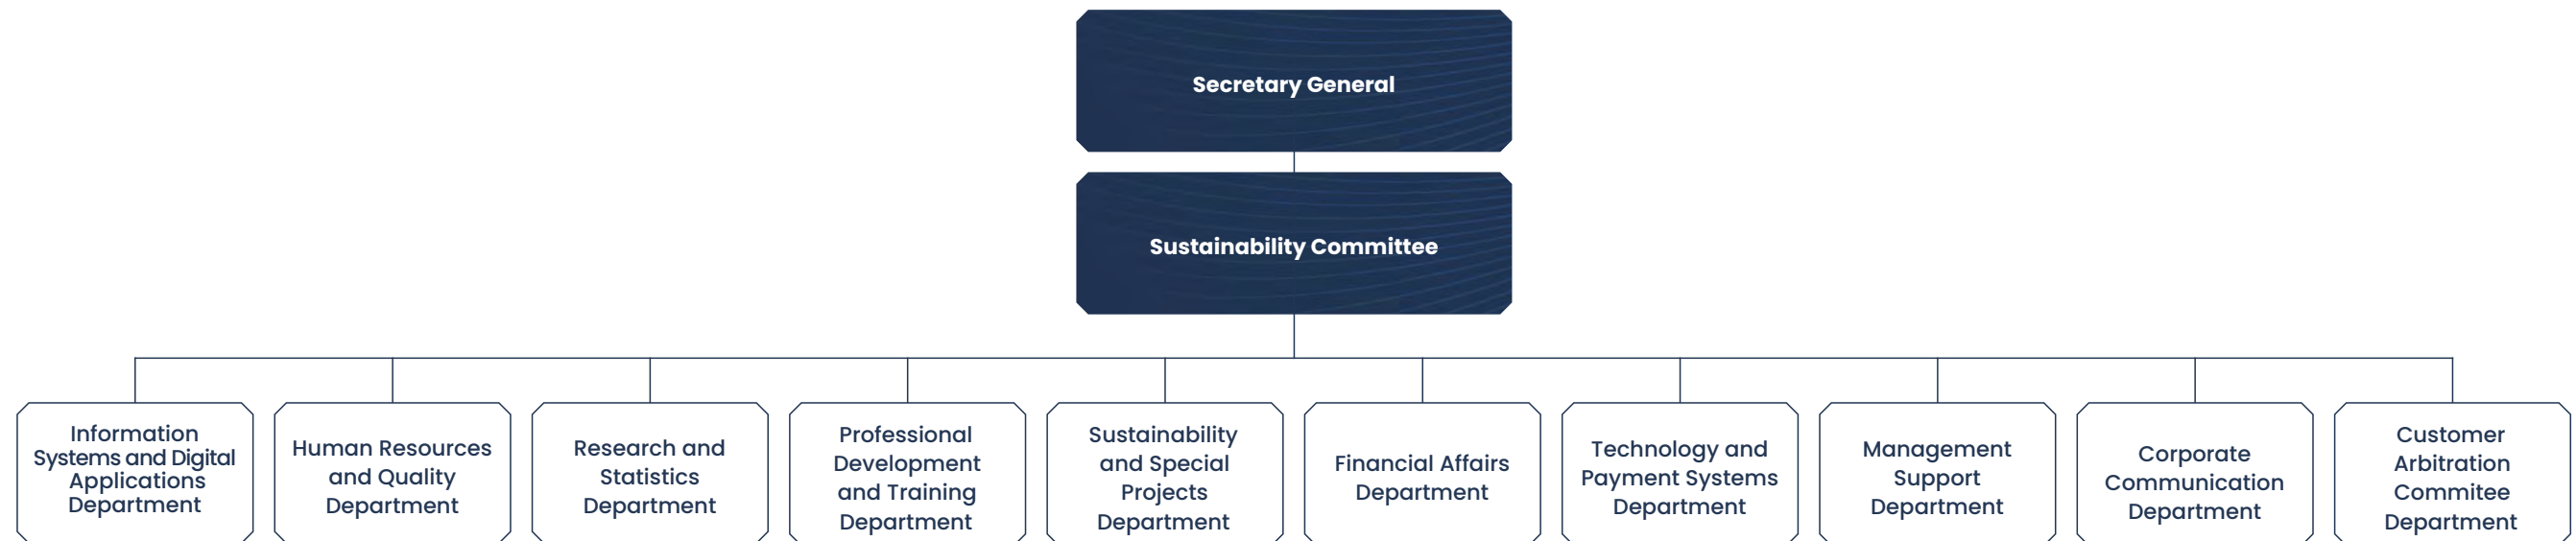 Secretary General
Sustainability Committee
Information
Systems and Digital
Applications
Department
Human Resources
and Quality
Department
Research and
Statistics
Department
Professional
Development
and Training
Department
Sustainability
and Special
Projects
Department
Financial Affairs
Department
Technology and
Payment Systems
Department
Management
Support
Department
Corporate
Communication
Department
Customer
Arbitration
Commitee
Department